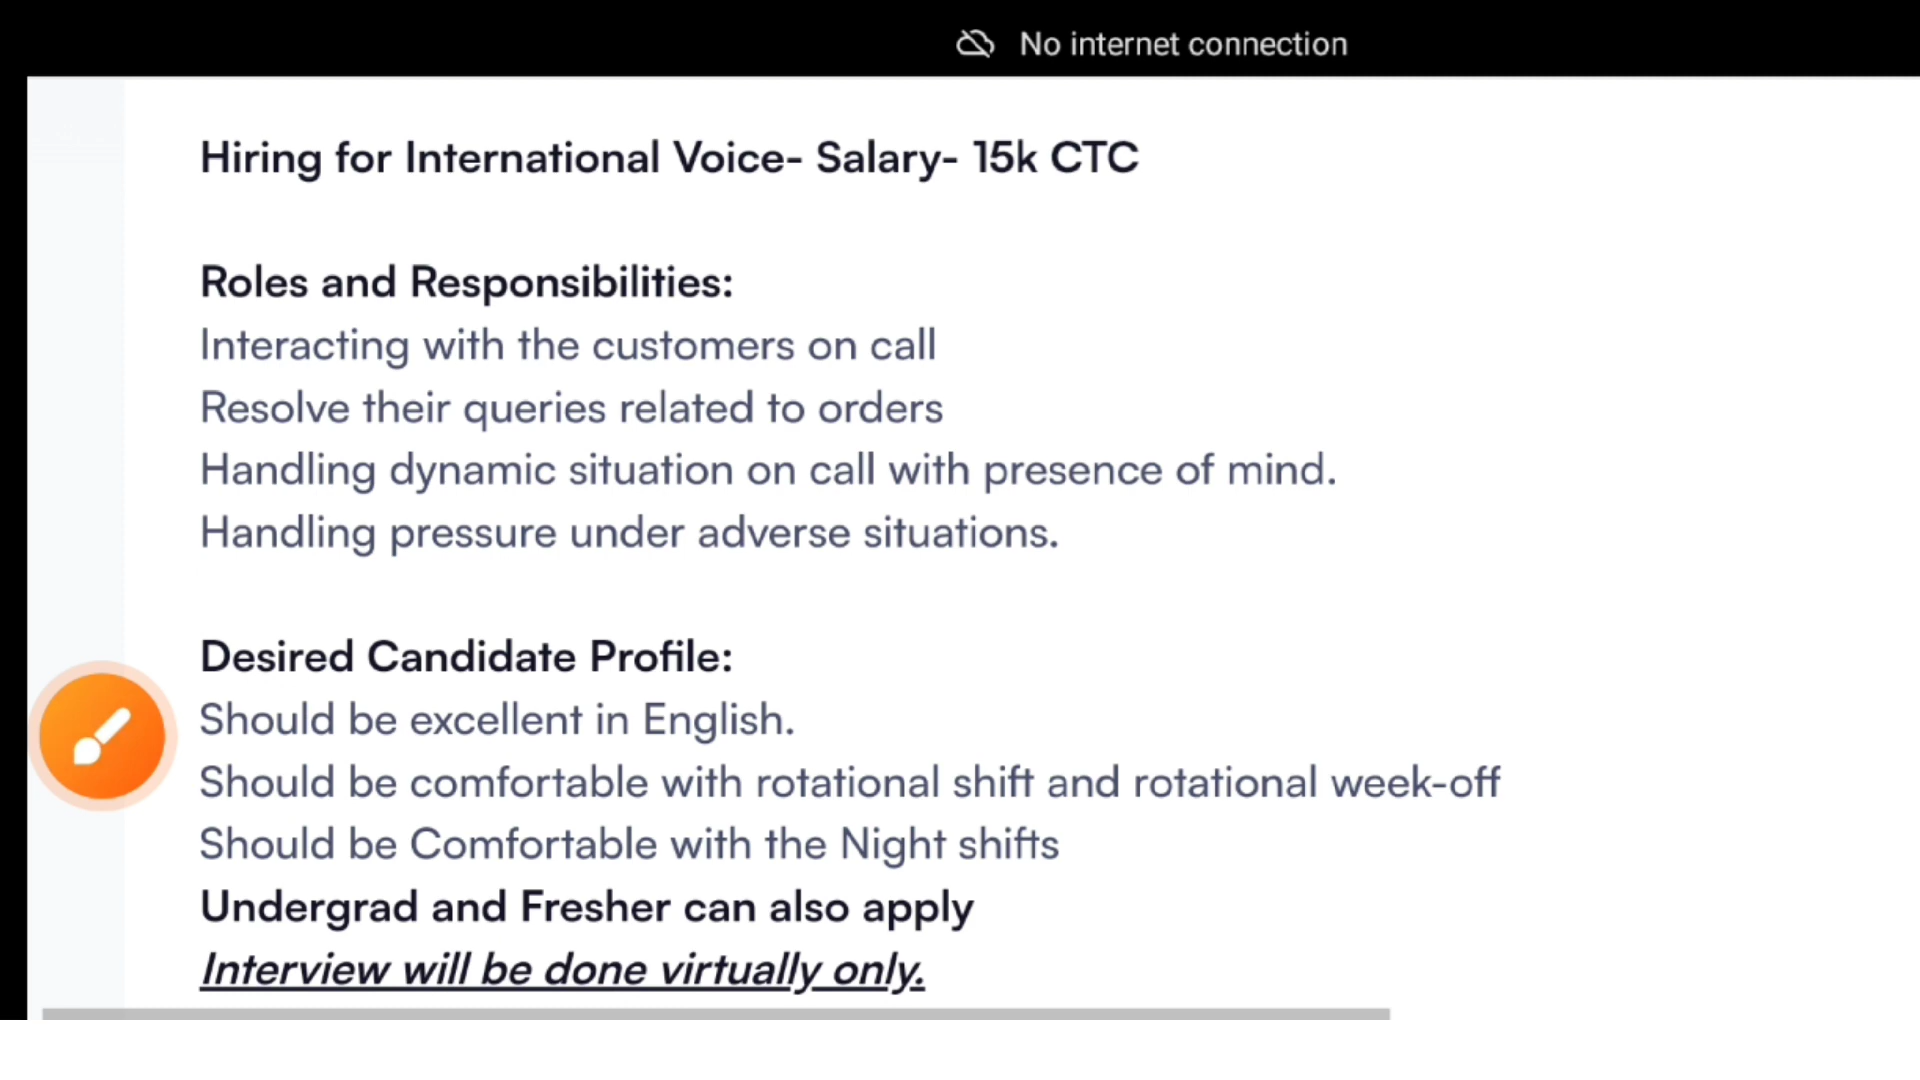 No internet connection
Hiring for International Voice- Salary- 15k CTC
Roles and Responsibilities:
Interacting with the customers on call
Resolve their queries related to orders
Handling dynamic situation on call with presence of mind.
Handling pressure under adverse situations.
Desired Candidate Profile:
Should be excellent in English.
Should be comfortable with rotational shift and rotational week-off
Should be Comfortable with the Night shifts
Undergrad and Fresher can also apply
Interview will be done virtually only.